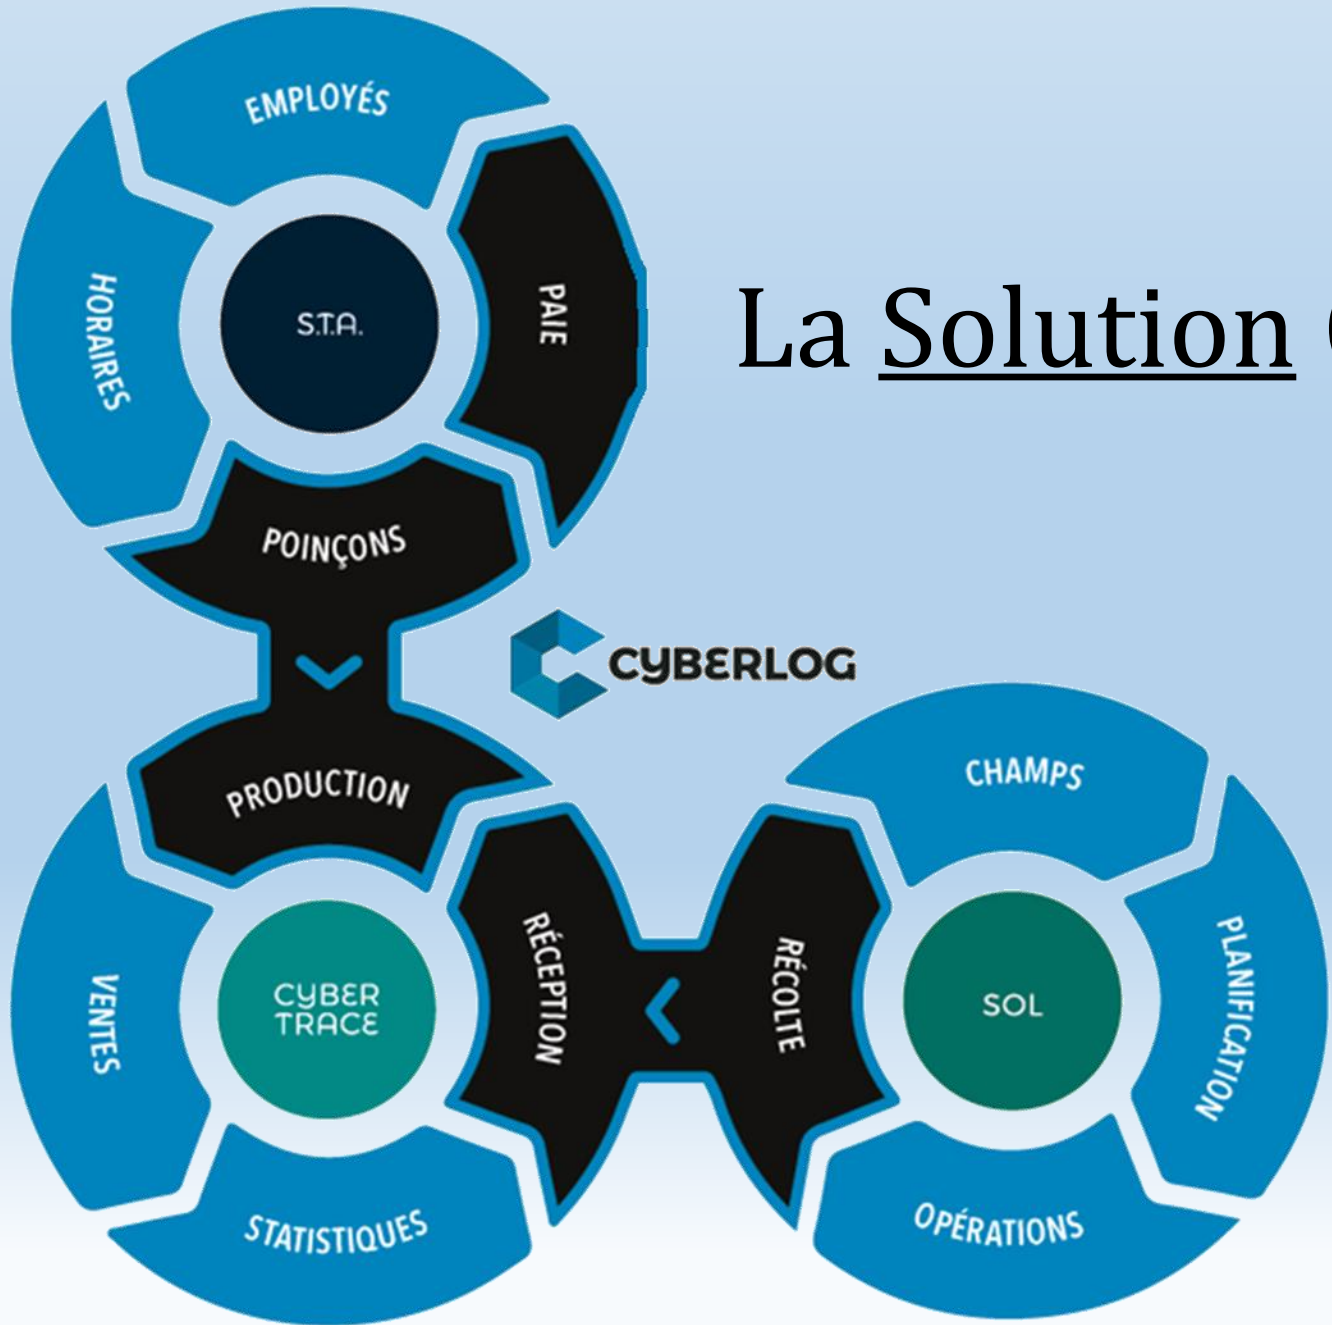 EMPLOYÉS
HORAIRES
S.T.A.
PAIE
La Solution
POINÇONS
CYBERLOG
PRODUCTION
CHAMPS
VENTES
CYBER
TRACE
RÉCEPTION
RÉCOLTE
SOL
PLANIFICATION
STATISTIQUES
OPÉRATIONS